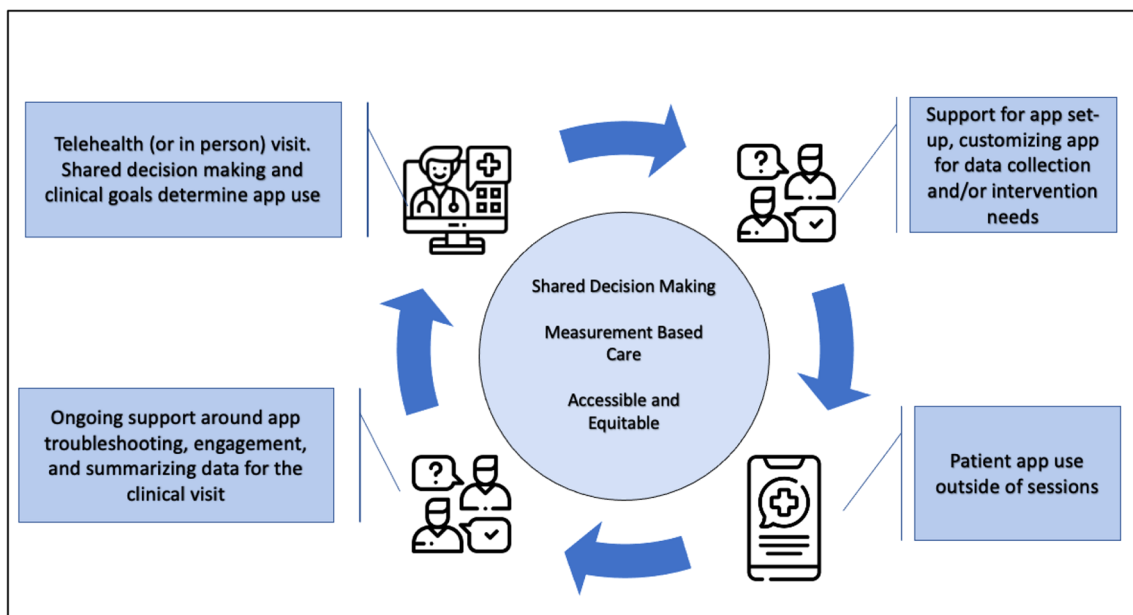 Telehealth (or in person) visit.
Shared decision making and
clinical goals determine app use
Support for app set-
up, customizing app
for data collection
and/or intervention
needs
Shared Decision Making
Measurement Based
Care
Accessible and
Equitable
Ongoing support around app
troubleshooting, engagement,
and summarizing data for the
clinical visit
Patient app use
outside of sessions